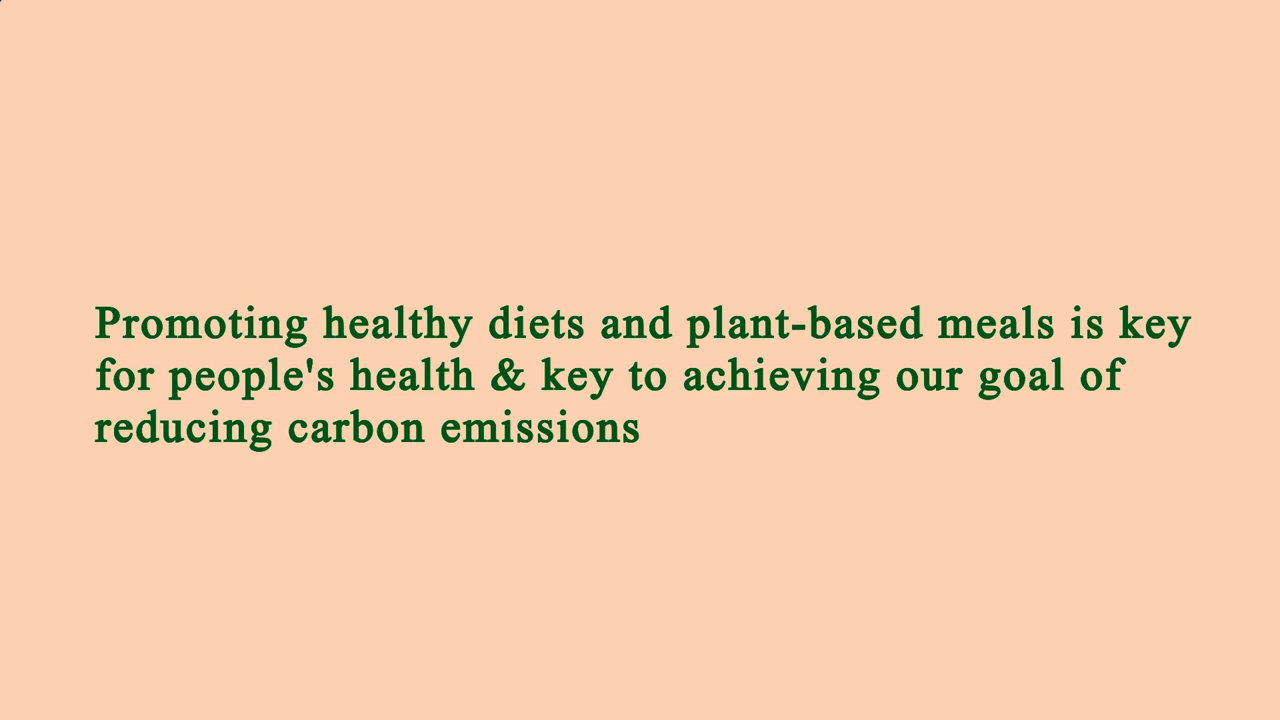 Promoting healthy diets and plant-based meals is key
for people's health & key to achieving our goal of
reducing carbon emissions